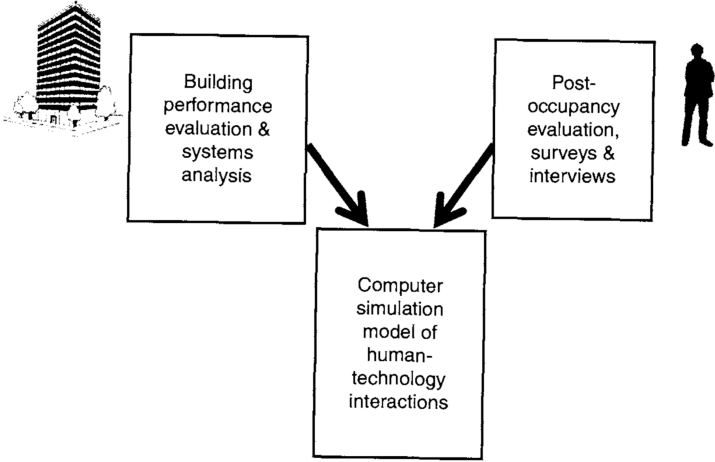 Building
performance
evaluation &
systems
analysis
Post-
occupancy
evaluation,
surveys &
interviews
Computer
simulation
model of
human-
technology
interactions